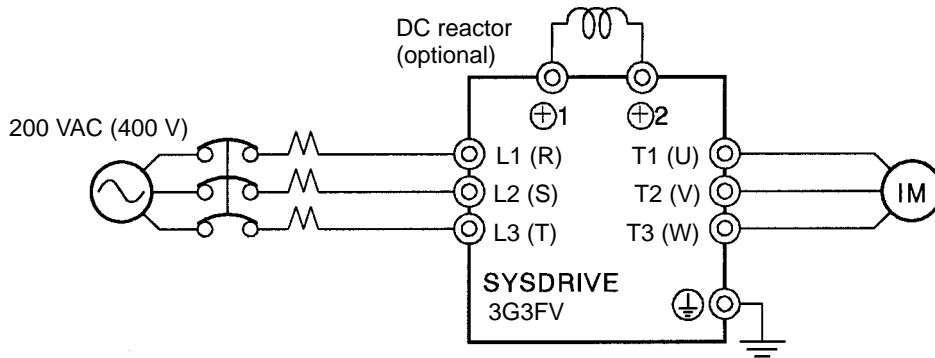 DC reactor
(optional)
⊕1 ⊕2
200 VAC (400 V)
L1 (R) T1 (U)
L2 (S) T2 (V)
IM
L3 (T) T3 (W)
SYSDRIVE
3G3FV